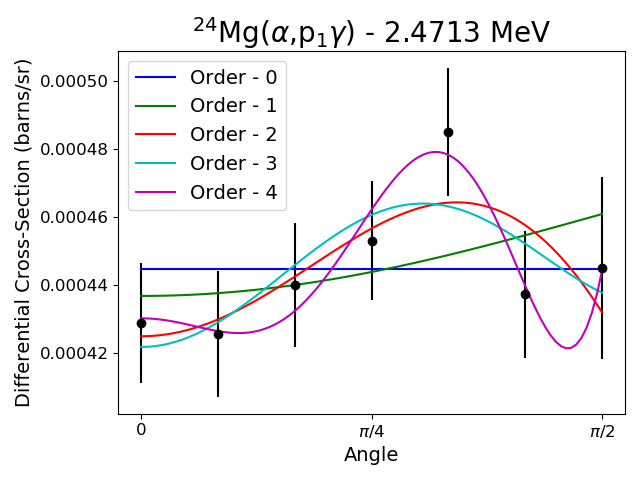 ²⁴Mg(α,p₁γ) - 2.4713 MeV
Differential Cross-Section (barns/sr)
0.00050
0.00048
0.00046
0.00044
0.00042
Order - 0
Order - 1
Order - 2
Order - 3
Order - 4
0
π/4
π/2
Angle